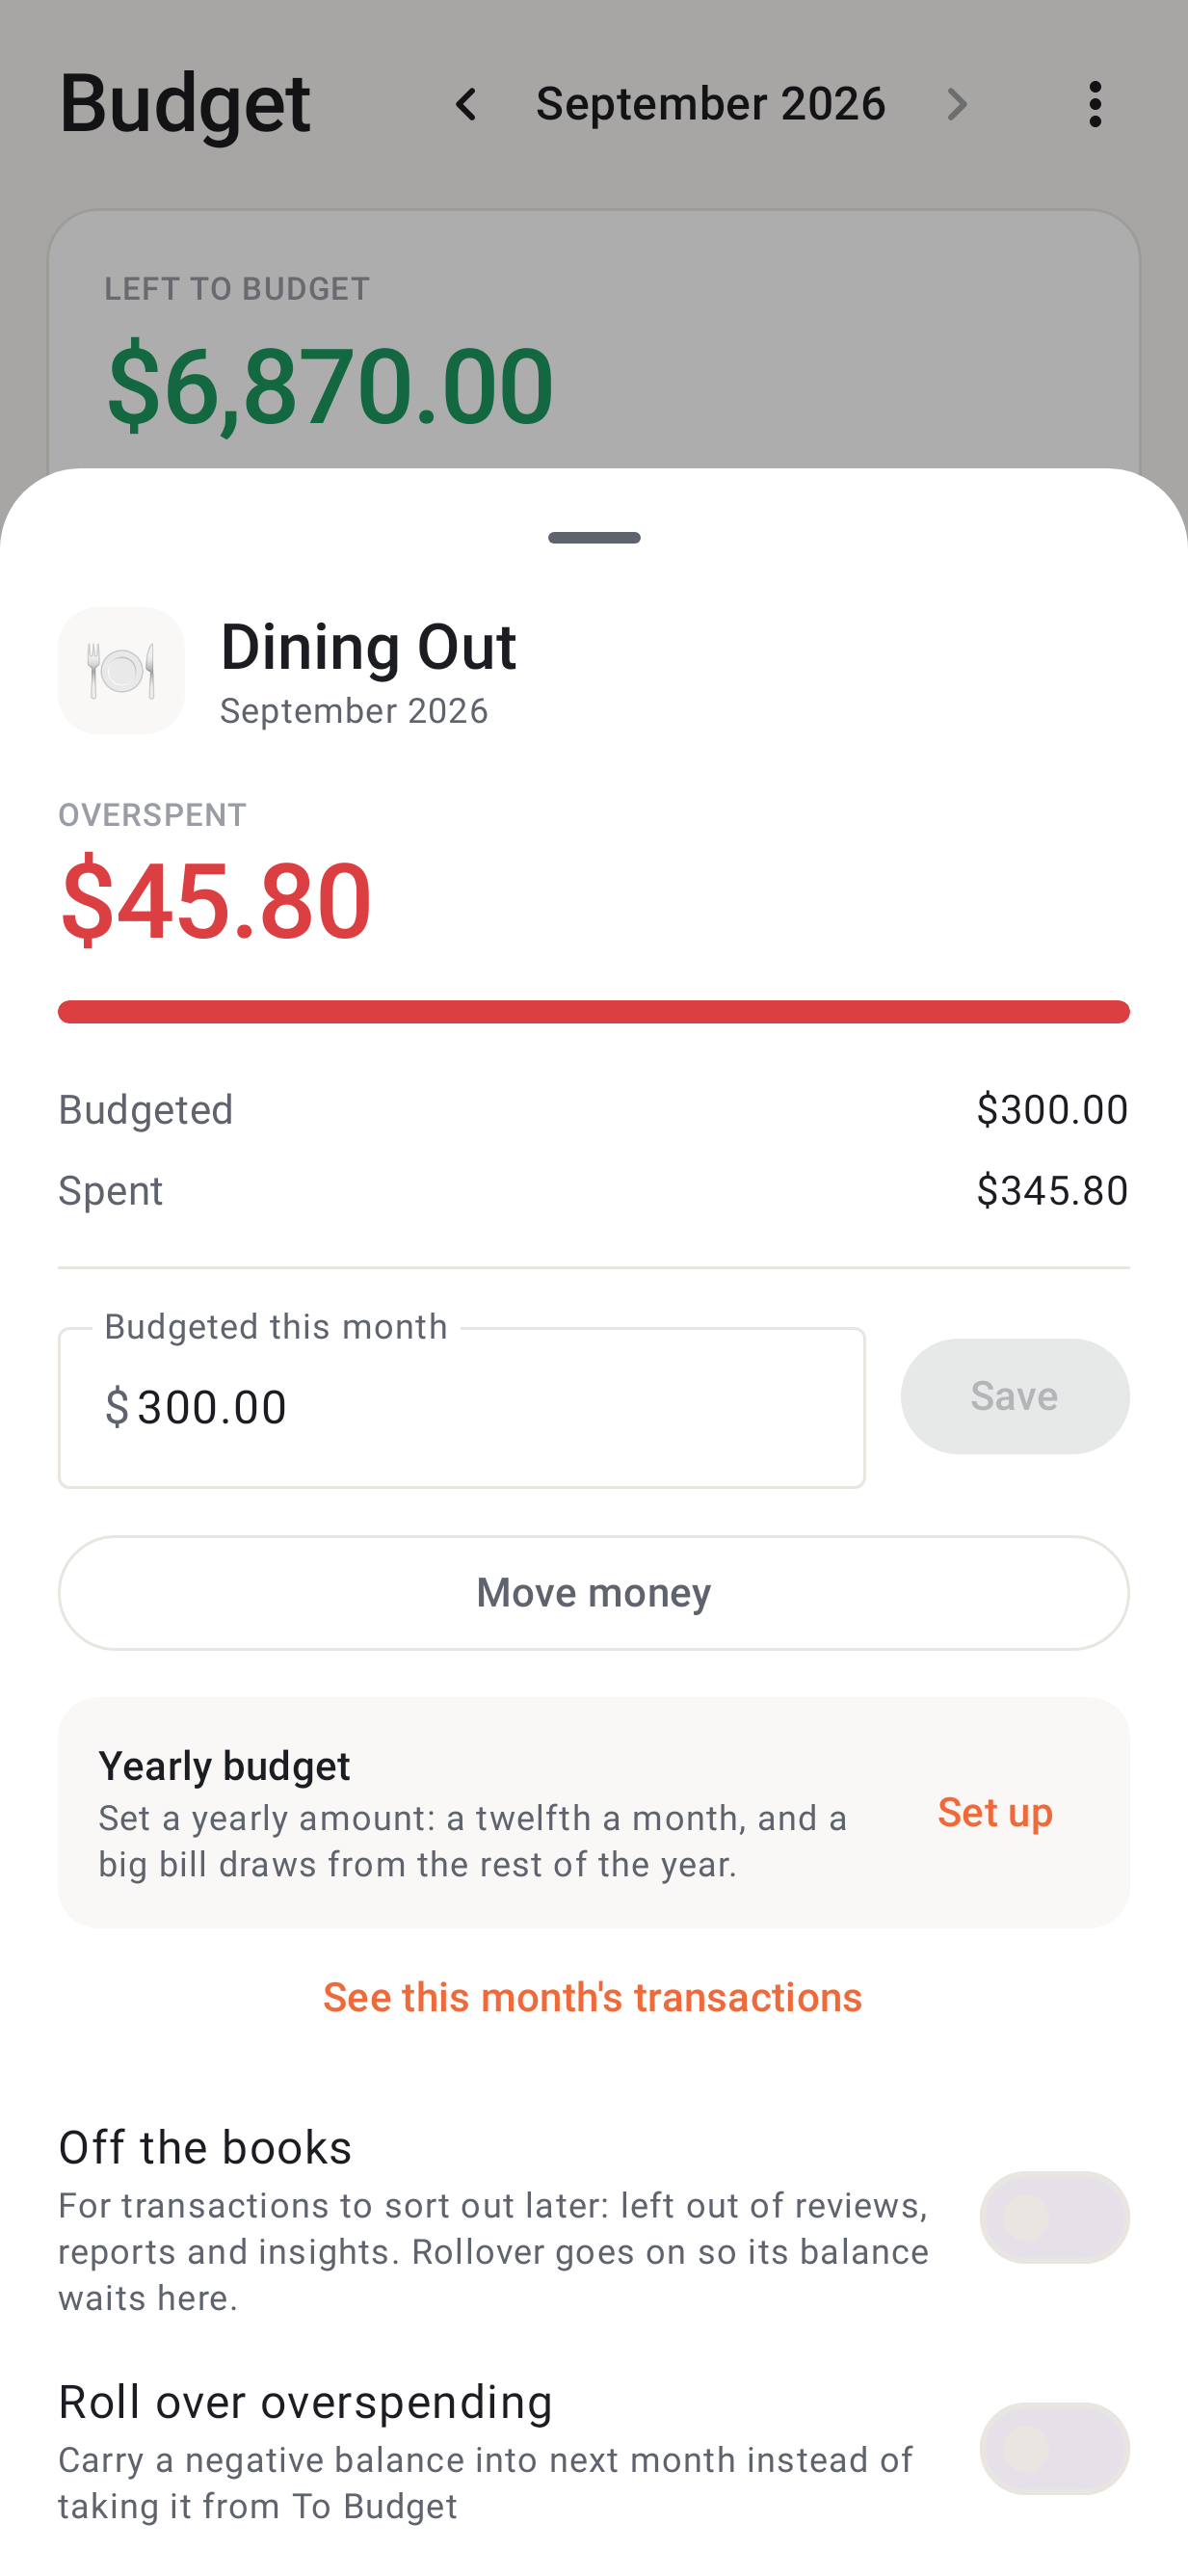 Budget
September 2026
LEFT TO BUDGET
$6,870.00
Dining Out
September 2026
OVERSPENT
$45.80
Budgeted $300.00
Spent $345.80
Budgeted this month
$300.00
Save
Move money
Yearly budget
Set a yearly amount: a twelfth a month, and a
big bill draws from the rest of the year.
Set up
See this month's transactions
Off the books
For transactions to sort out later: left out of reviews,
reports and insights. Rollover goes on so its balance
waits here.
Roll over overspending
Carry a negative balance into next month instead of
taking it from To Budget